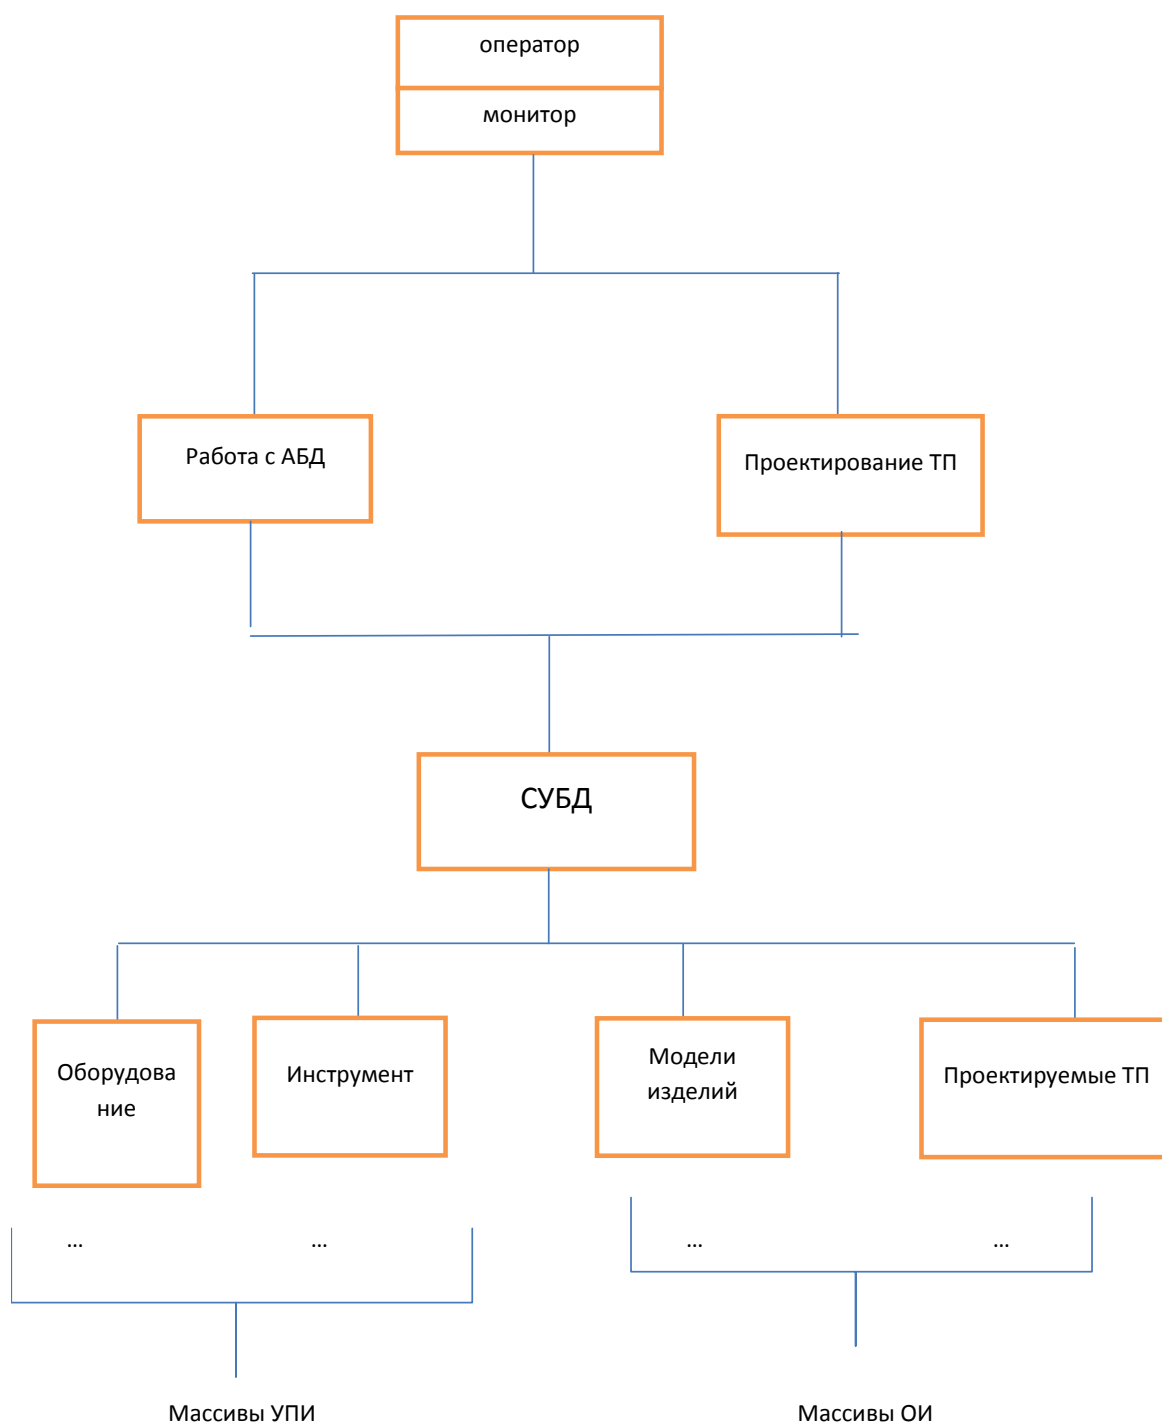 оператор
монитор
Работа с АБД
Проектирование ТП
СУБД
Оборудова
ние
Инструмент
Модели
изделий
Проектируемые ТП
...
...
...
...
Массивы УПИ
Массивы ОИ